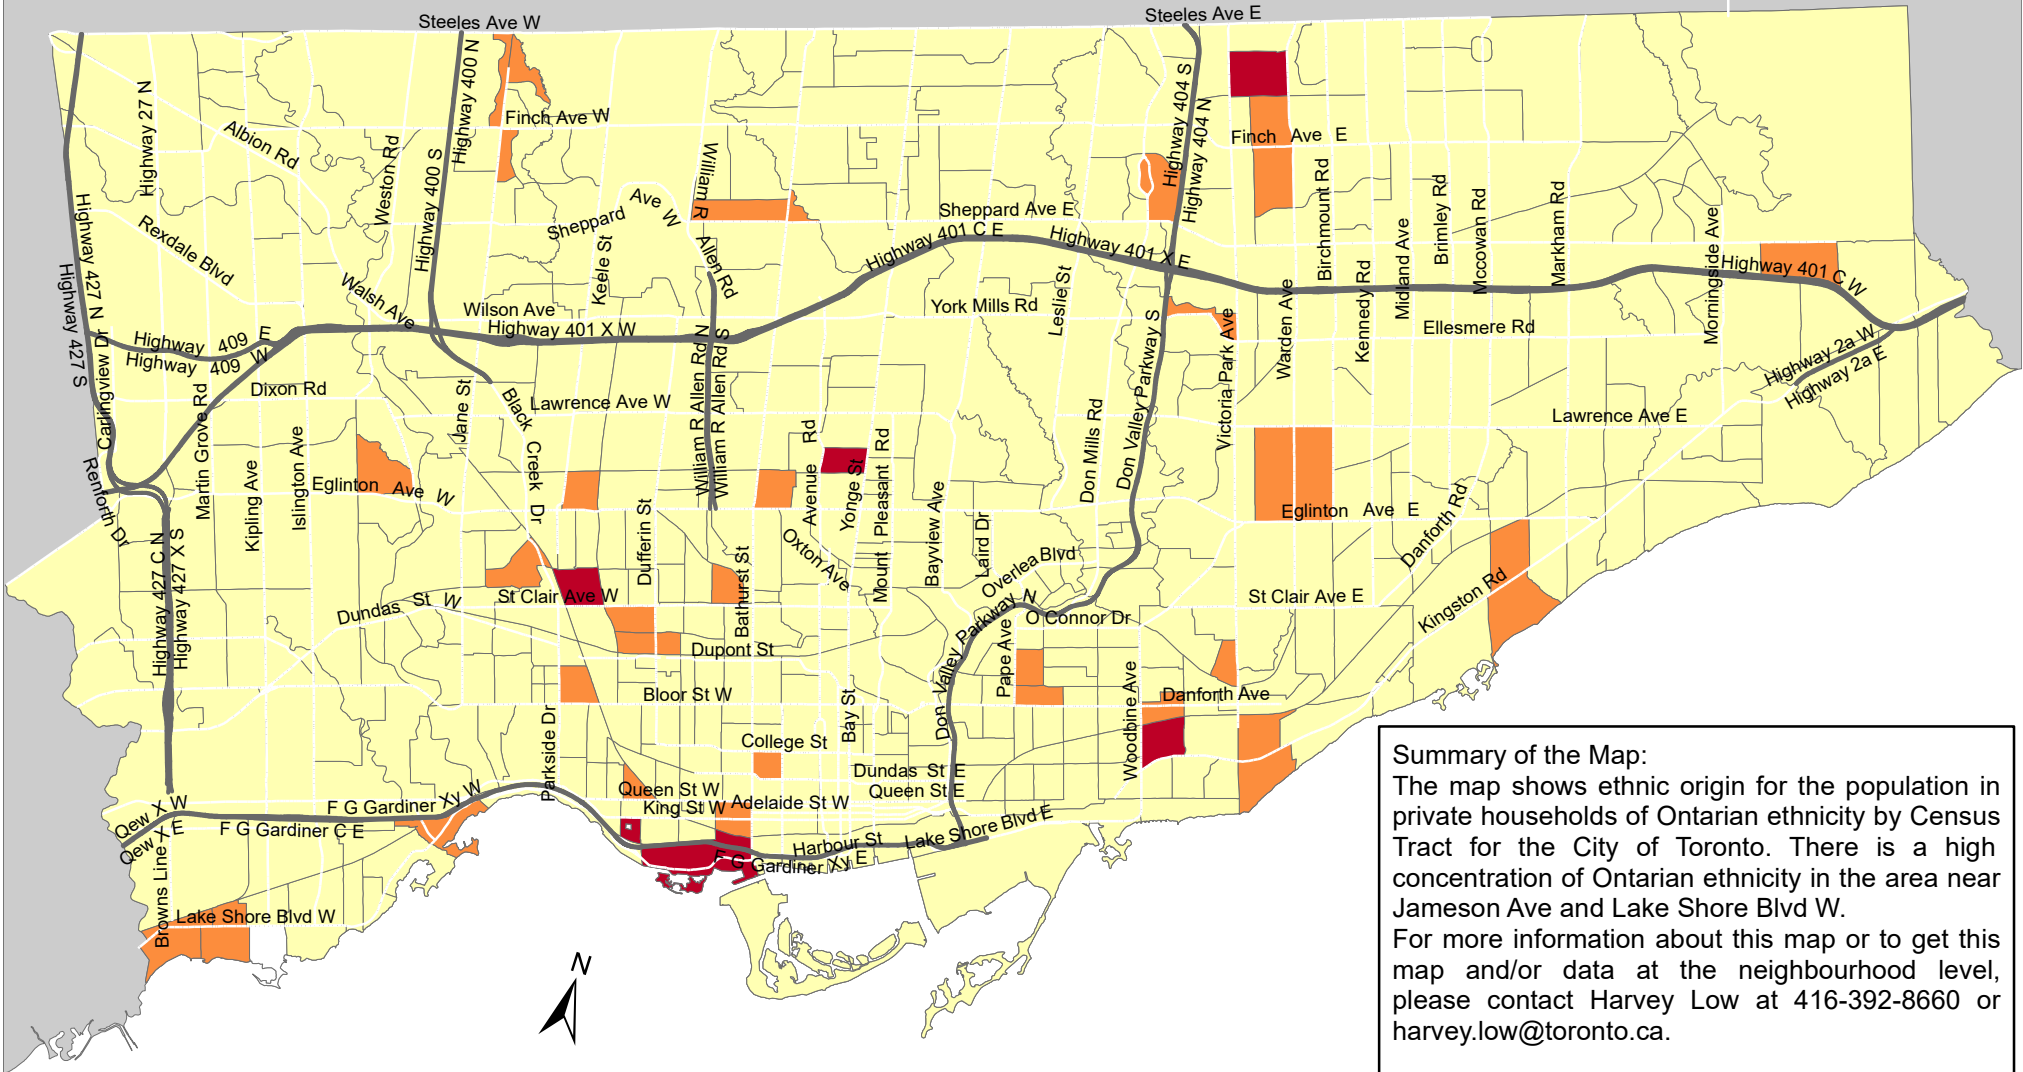 Steeles Ave W
Steeles Ave E
Highway 400 N
Highway 404 S
Highway 27 N
Finch Ave W
Highway 404 N
Finch Ave E
Albion Rd
Weston Rd
Highway 400 S
William R Allen Rd
Birchmount Rd
Brimley Rd
Mccowan Rd
Markham Rd
Sheppard Ave W
Sheppard Ave E
Highway 427 N
Rexdale Blvd
Keele St
Highway 401 C E
Highway 401 X E
Midland Ave
Morningside Ave
Highway 401 C W
Highway 427 S
Walsh Ave
Wilson Ave
York Mills Rd
Leslie St
Warden Ave
Kennedy Rd
Ellesmere Rd
Highway 401 X W
Highway 409 E
Highway 409 W
Carlingview Dr
Dixon Rd
Martin Grove Rd
Jane St
Black Creek Dr
Lawrence Ave W
William R Allen Rd N
William R Allen Rd S
Don Valley Parkway S
Victoria Park Ave
Highway 2a W
Highway 2a E
Lawrence Ave E
Renforth Dr
Kipling Ave
Islington Ave
Eglinton Ave W
Avenue Rd
Yonge St
Mount Pleasant Rd
Bayview Ave
Laird Dr
Don Mills Rd
Eglinton Ave E
Danforth Rd
Dufferin St
Bathurst St
Oxton Ave
Overlea Blvd
Highway 427 C N
Highway 427 X S
Dundas St W
St Clair Ave W
St Clair Ave E
Kingston Rd
O Connor Dr
Don Valley Parkway N
Pape Ave
Dupont St
Bloor St W
Danforth Ave
Woodbine Ave
Parkside Dr
Bay St
College St
Dundas St E
Queen St E
Queen St W
King St W
Adelaide St W
Qew X W
Qew X E
F G Gardiner Xy W
F G Gardiner C E
Harbour St
Lake Shore Blvd E
F G Gardiner Xy E
Browns Line
Lake Shore Blvd W
N
Summary of the Map:
The map shows ethnic origin for the population in
private households of Ontarian ethnicity by Census
Tract for the City of Toronto. There is a high
concentration of Ontarian ethnicity in the area near
Jameson Ave and Lake Shore Blvd W.
For more information about this map or to get this
map and/or data at the neighbourhood level,
please contact Harvey Low at 416-392-8660 or
harvey.low@toronto.ca.